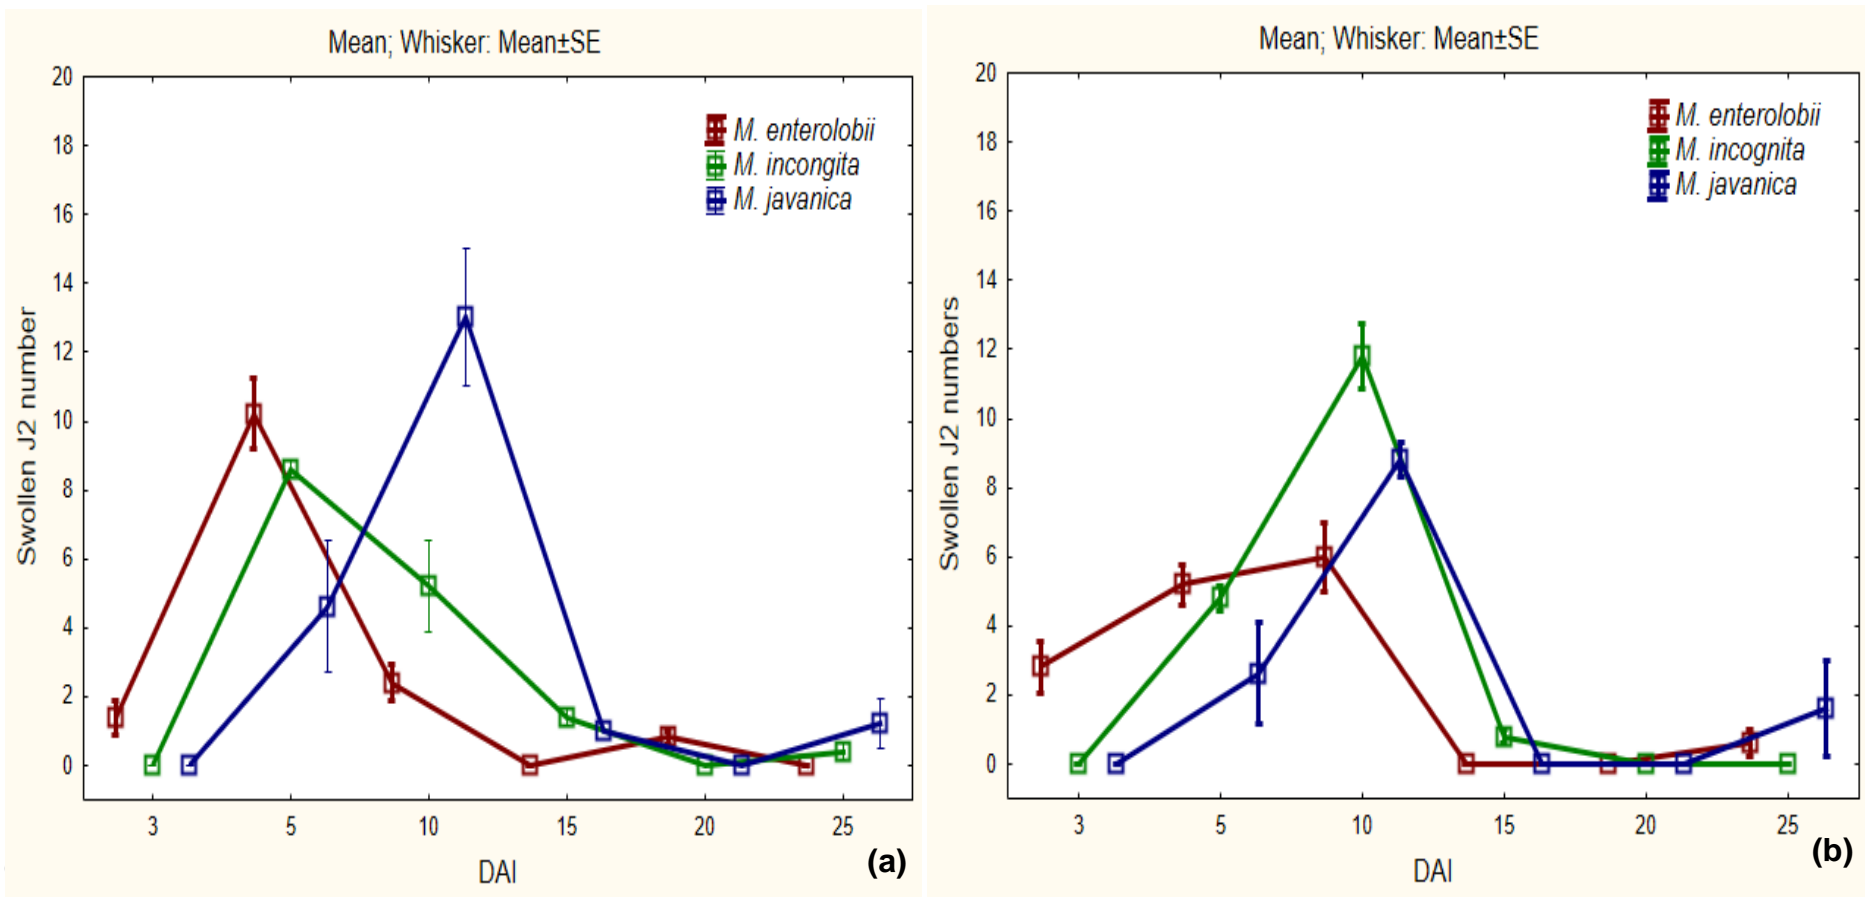 Mean; Whisker: Mean±SE
20
18
16
14
12
10
8
6
4
2
0
Swollen J2 number
M. enterolobii
M. incongita
M. javanica
3 5 10 15 20 25
DAI
(a)
Mean; Whisker: Mean±SE
20
18
16
14
12
10
8
6
4
2
0
Swollen J2 numbers
M. enterolobii
M. incognita
M. javanica
3 5 10 15 20 25
DAI
(b)